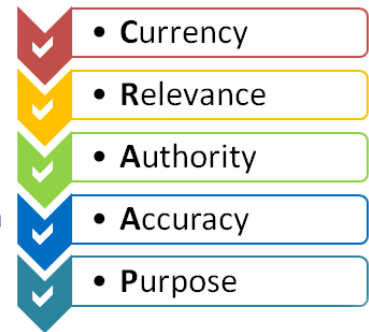 • Currency
• Relevance
• Authority
• Accuracy
• Purpose